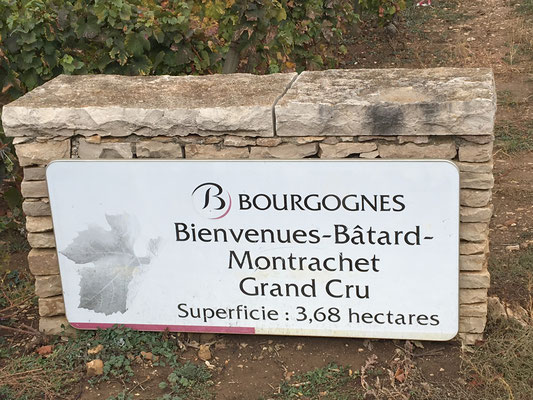 B BOURGOGNES
Bienvenues-Bâtard-
Montrachet
Grand Cru
Superficie : 3,68 hectares